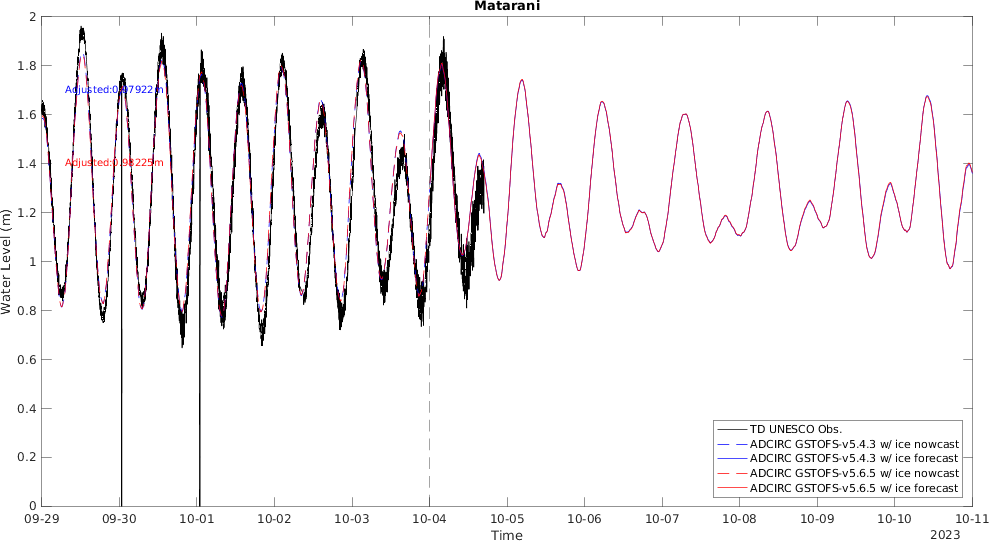 Matarani
2
1.8
1.6
1.4
1.2
1
0.8
0.6
0.4
0.2
0
Water Level (m)
Adjusted:0.97922m
Adjusted:0.98225m
TD UNESCO Obs.
ADCIRC GSTOFS-v5.4.3 w/ ice nowcast
ADCIRC GSTOFS-v5.4.3 w/ ice forecast
ADCIRC GSTOFS-v5.6.5 w/ ice nowcast
ADCIRC GSTOFS-v5.6.5 w/ ice forecast
09-29 09-30 10-01 10-02 10-03 10-04 10-05 10-06 10-07 10-08 10-09 10-10 10-11
Time
2023